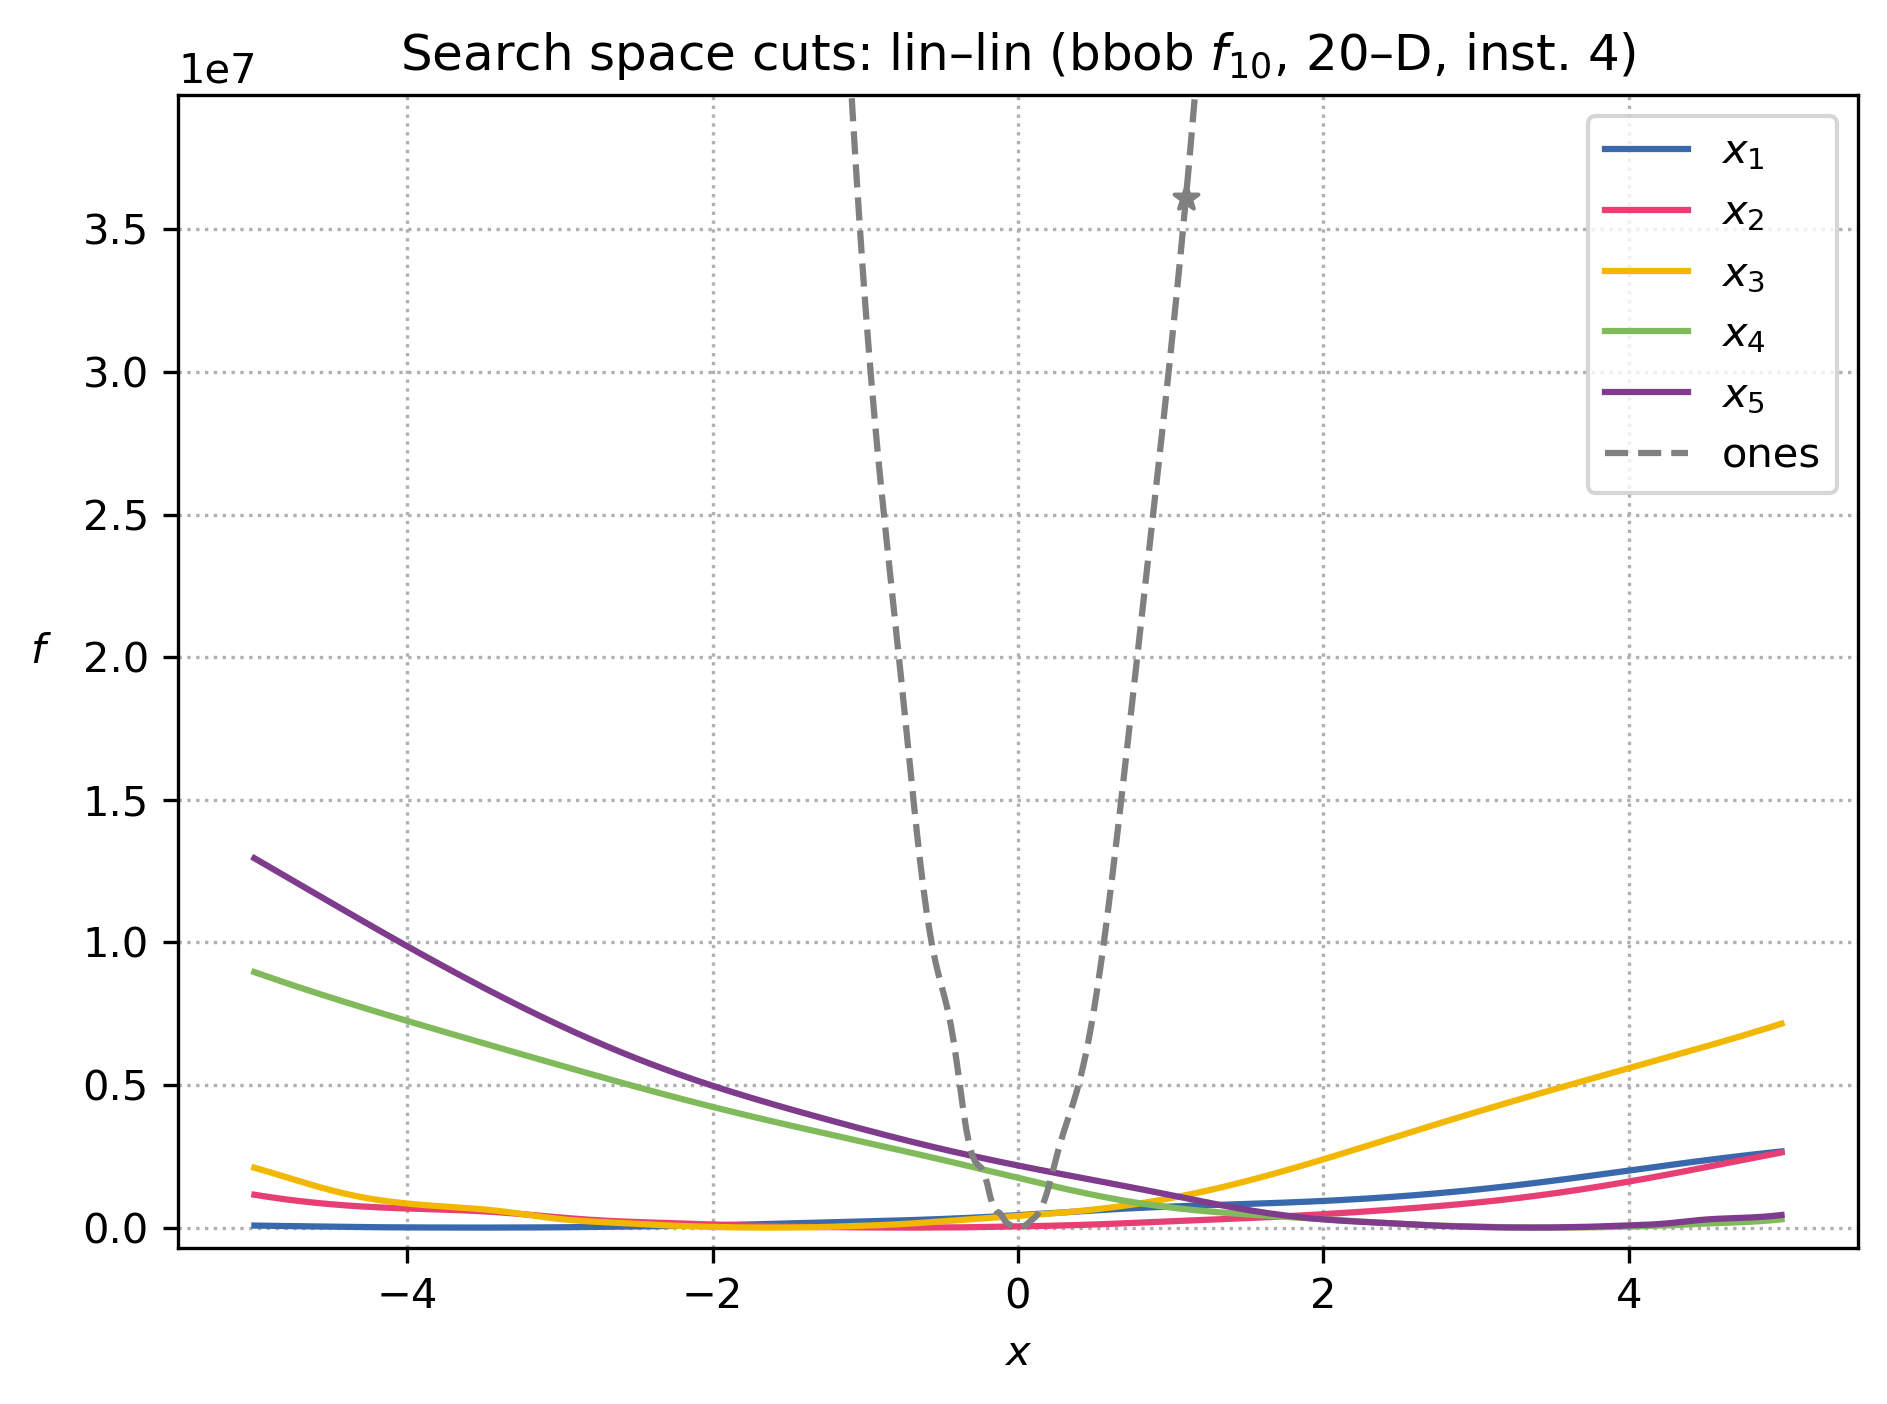 Search space cuts: lin–lin (bbob f₁₀, 20–D, inst. 4)
1e7
3.5
3.0
2.5
2.0
1.5
1.0
0.5
0.0
f
−4
−2
0
2
4
x
x₁
x₂
x₃
x₄
x₅
ones